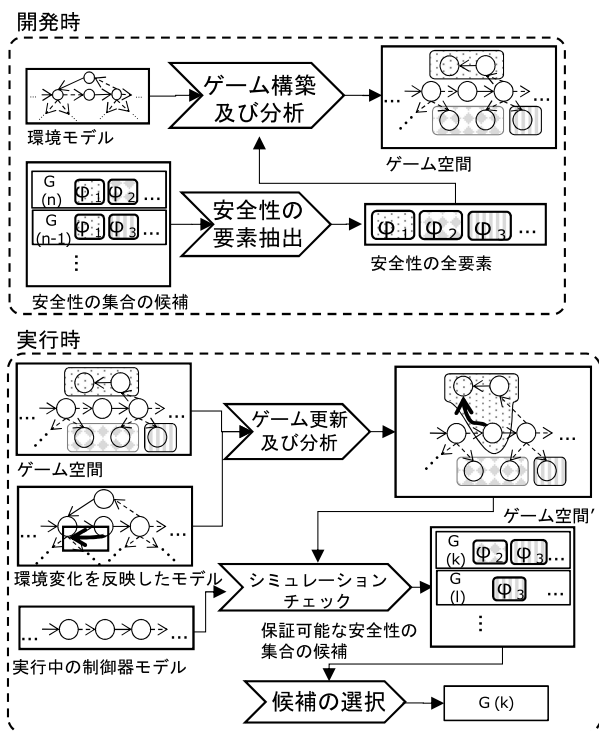 開発時
ゲーム構築
及び分析
...
...
環境モデル
ゲーム空間
G
(n)
φ1
φ2
...
G
(n-1)
φ1
φ3
...
⋮
安全性の
要素抽出
φ1
φ2
φ3
...
安全性の全要素
安全性の集合の候補
実行時
...
...
ゲーム空間
ゲーム更新
及び分析
...
...
ゲーム空間′
...
...
環境変化を反映したモデル
シミュレーション
チェック
G
(k)
φ2
φ3
...
G
(l)
φ3
...
⋮
...
...
実行中の制御器モデル
保証可能な安全性の
集合の候補
候補の選択
G (k)